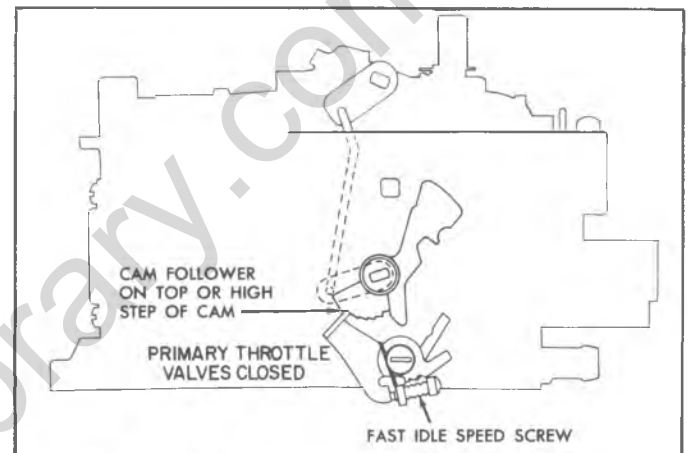 CAM FOLLOWER
ON TOP OR HIGH
STEP OF CAM
PRIMARY THROTTLE
VALVES CLOSED
FAST IDLE SPEED SCREW